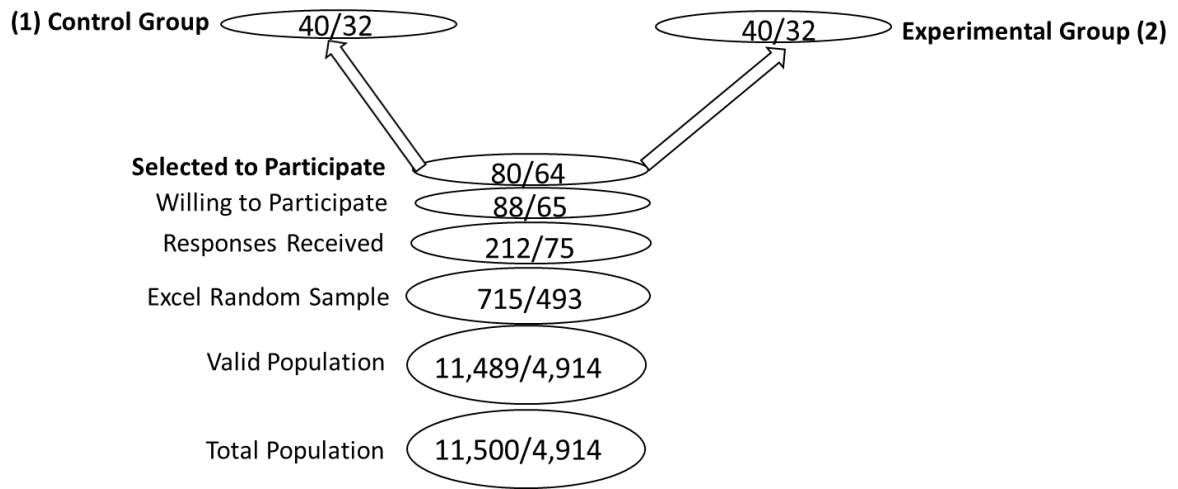 (1) Control Group 40/32 40/32 Experimental Group (2)
Selected to Participate 80/64
Willing to Participate 88/65
Responses Received 212/75
Excel Random Sample 715/493
Valid Population 11,489/4,914
Total Population 11,500/4,914